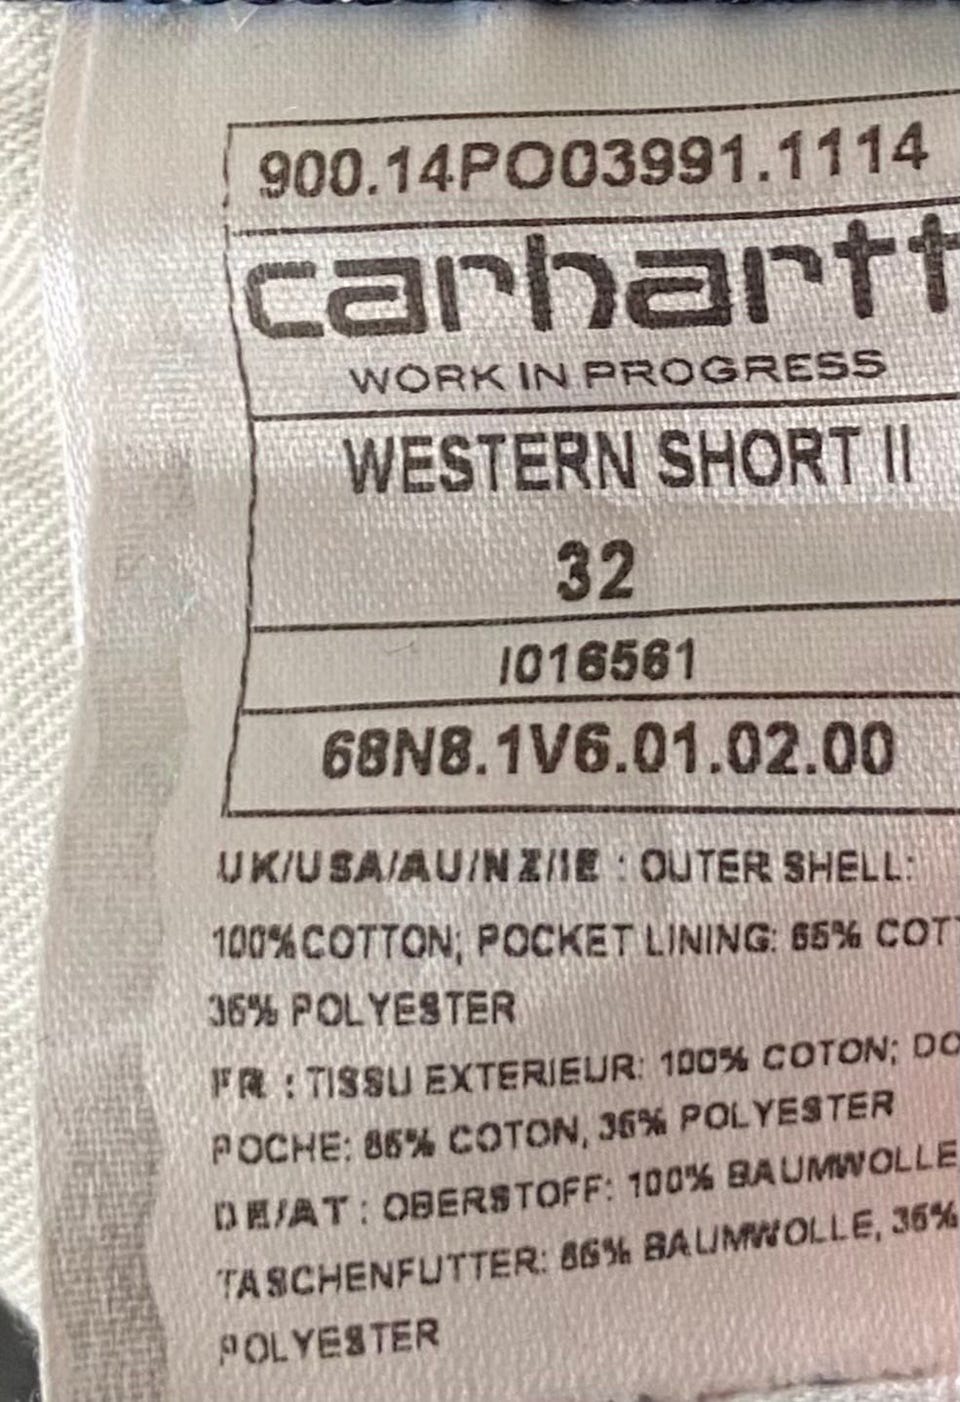 900.14PO03991.1114
carhartt
WORK IN PROGRESS
WESTERN SHORT II
32
I016561
68N8.1V6.01.02.00
UK/USA/AU/NZ/IE : OUTER SHELL:
100%COTTON; POCKET LINING: 65% COTT
35% POLYESTER
FR : TISSU EXTERIEUR: 100% COTON; DO
POCHE: 65% COTON, 35% POLYESTER
DE/AT : OBERSTOFF: 100% BAUMWOLLE
TASCHENFUTTER: 65% BAUMWOLLE, 35%
POLYESTER